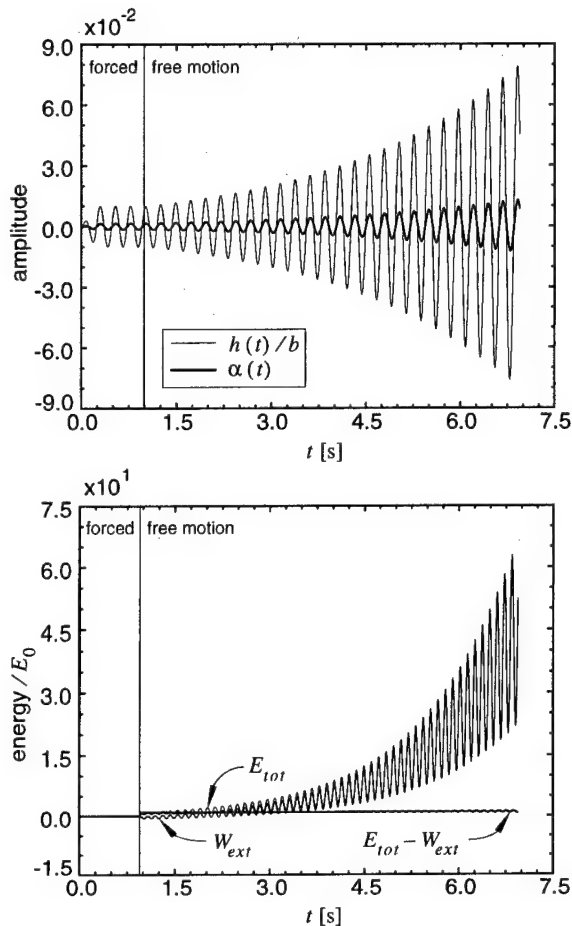 x10⁻²
9.0
forced
free motion
6.0
3.0
0.0
-3.0
-6.0
-9.0
amplitude
h(t)/b
α(t)
0.0 1.5 3.0 4.5 6.0 7.5
t [s]
x10¹
7.5
forced
free motion
6.0
4.5
3.0
1.5
0.0
-1.5
energy/E₀
E_tot
W_ext
E_tot − W_ext
0.0 1.5 3.0 4.5 6.0 7.5
t [s]